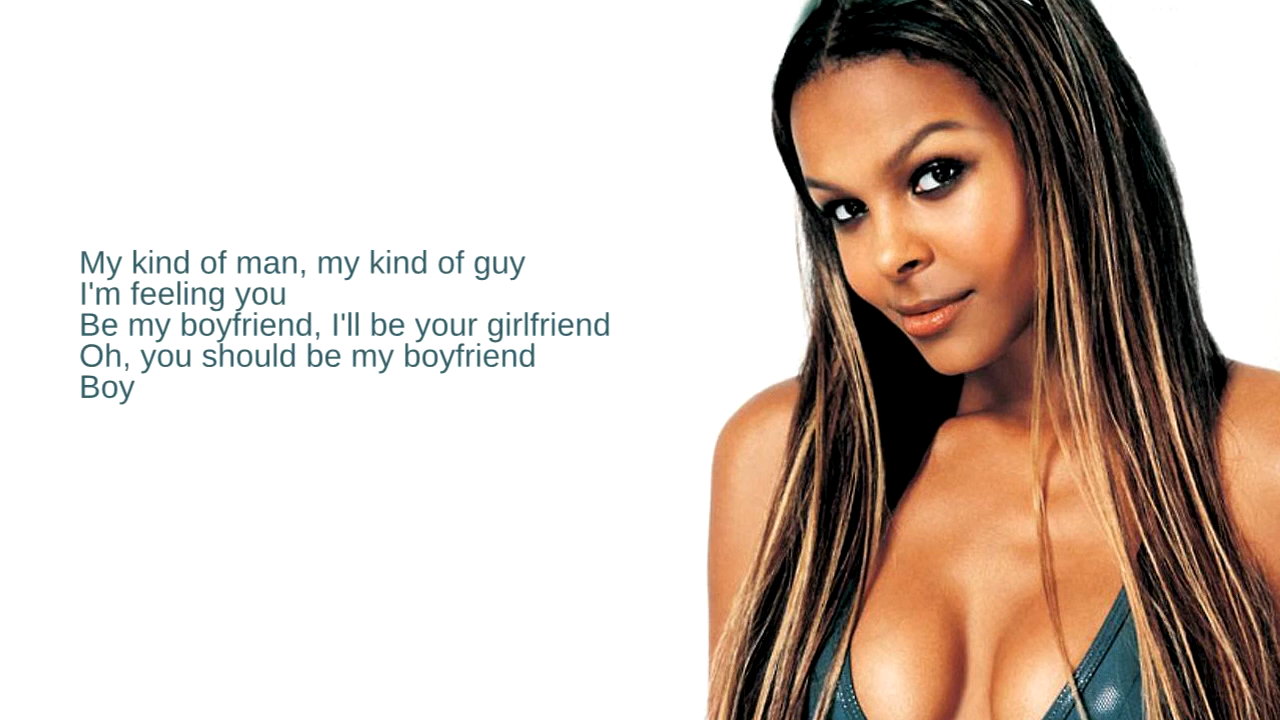 My kind of man, my kind of guy
I'm feeling you
Be my boyfriend, I'll be your girlfriend
Oh, you should be my boyfriend
Boy